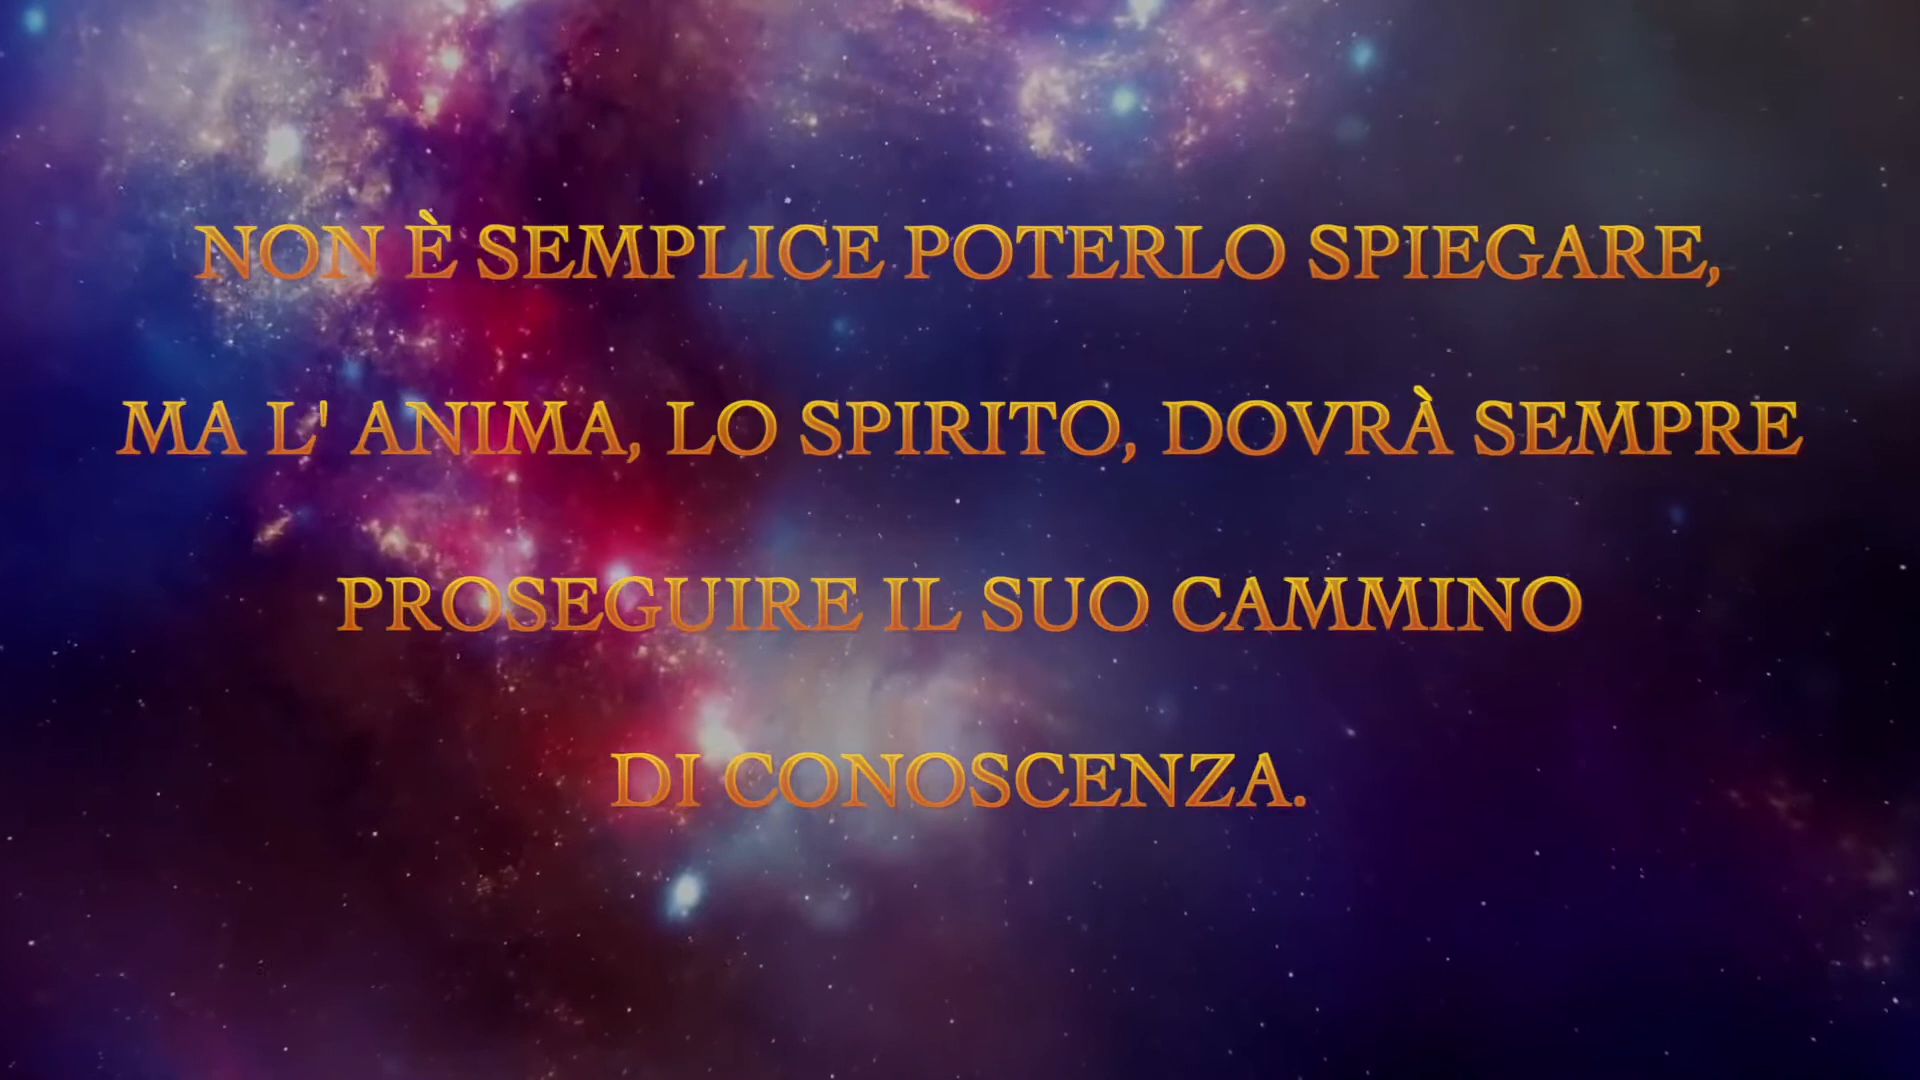 NON È SEMPLICE POTERLO SPIEGARE,
MA L' ANIMA, LO SPIRITO, DOVRÀ SEMPRE
PROSEGUIRE IL SUO CAMMINO
DI CONOSCENZA.